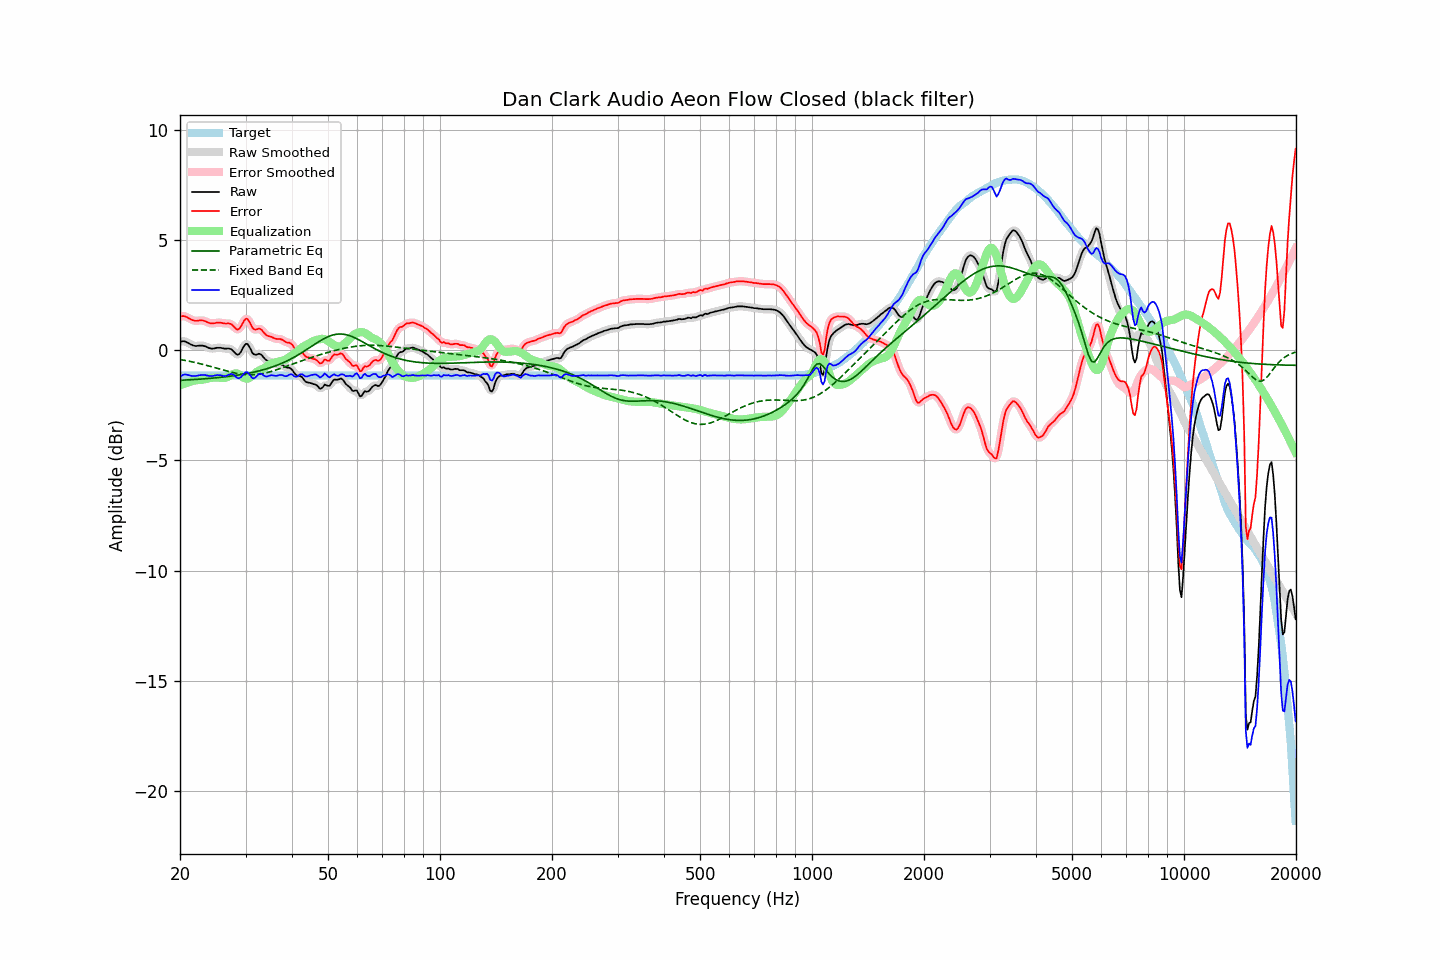 Dan Clark Audio Aeon Flow Closed (black filter)
Target
Raw Smoothed
Error Smoothed
Raw
Error
Equalization
Parametric Eq
Fixed Band Eq
Equalized
Amplitude (dBr)
10
5
0
−5
−10
−15
−20
20
50
100
200
500
1000
2000
5000
10000
20000
Frequency (Hz)